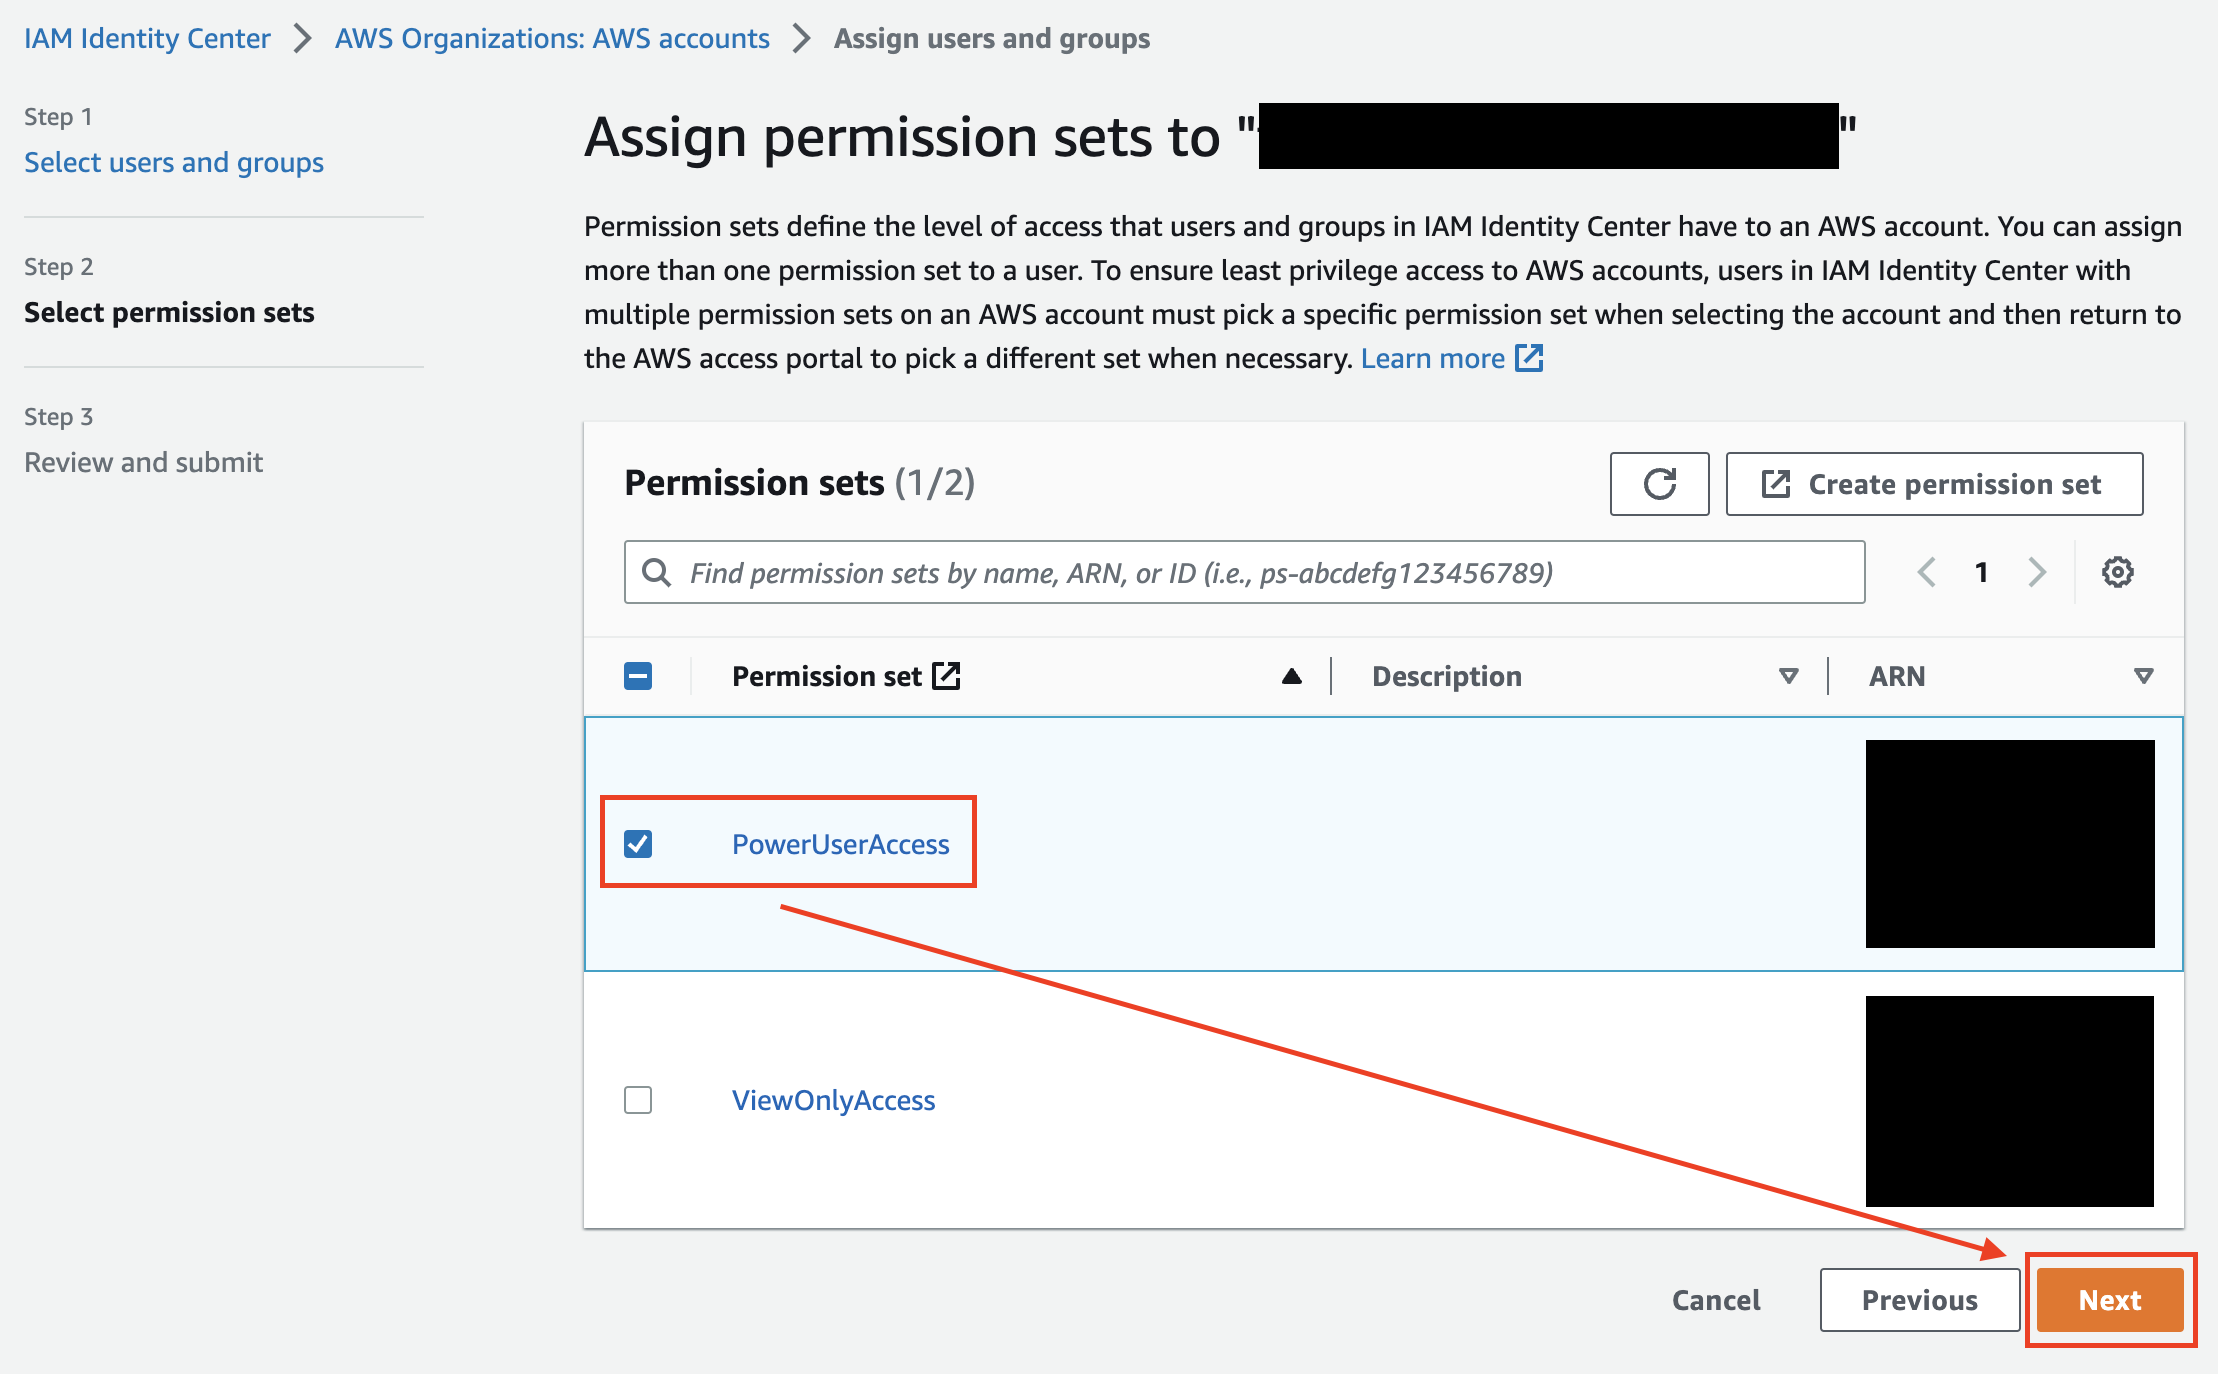 IAM Identity Center > AWS Organizations: AWS accounts > Assign users and groups
Step 1
Select users and groups
Step 2
Select permission sets
Step 3
Review and submit
Assign permission sets to " "
Permission sets define the level of access that users and groups in IAM Identity Center have to an AWS account. You can assign
more than one permission set to a user. To ensure least privilege access to AWS accounts, users in IAM Identity Center with
multiple permission sets on an AWS account must pick a specific permission set when selecting the account and then return to
the AWS access portal to pick a different set when necessary. Learn more
Permission sets (1/2)
Create permission set
Find permission sets by name, ARN, or ID (i.e., ps-abcdefg123456789)
1
Permission set Description ARN
PowerUserAccess
ViewOnlyAccess
Cancel Previous Next